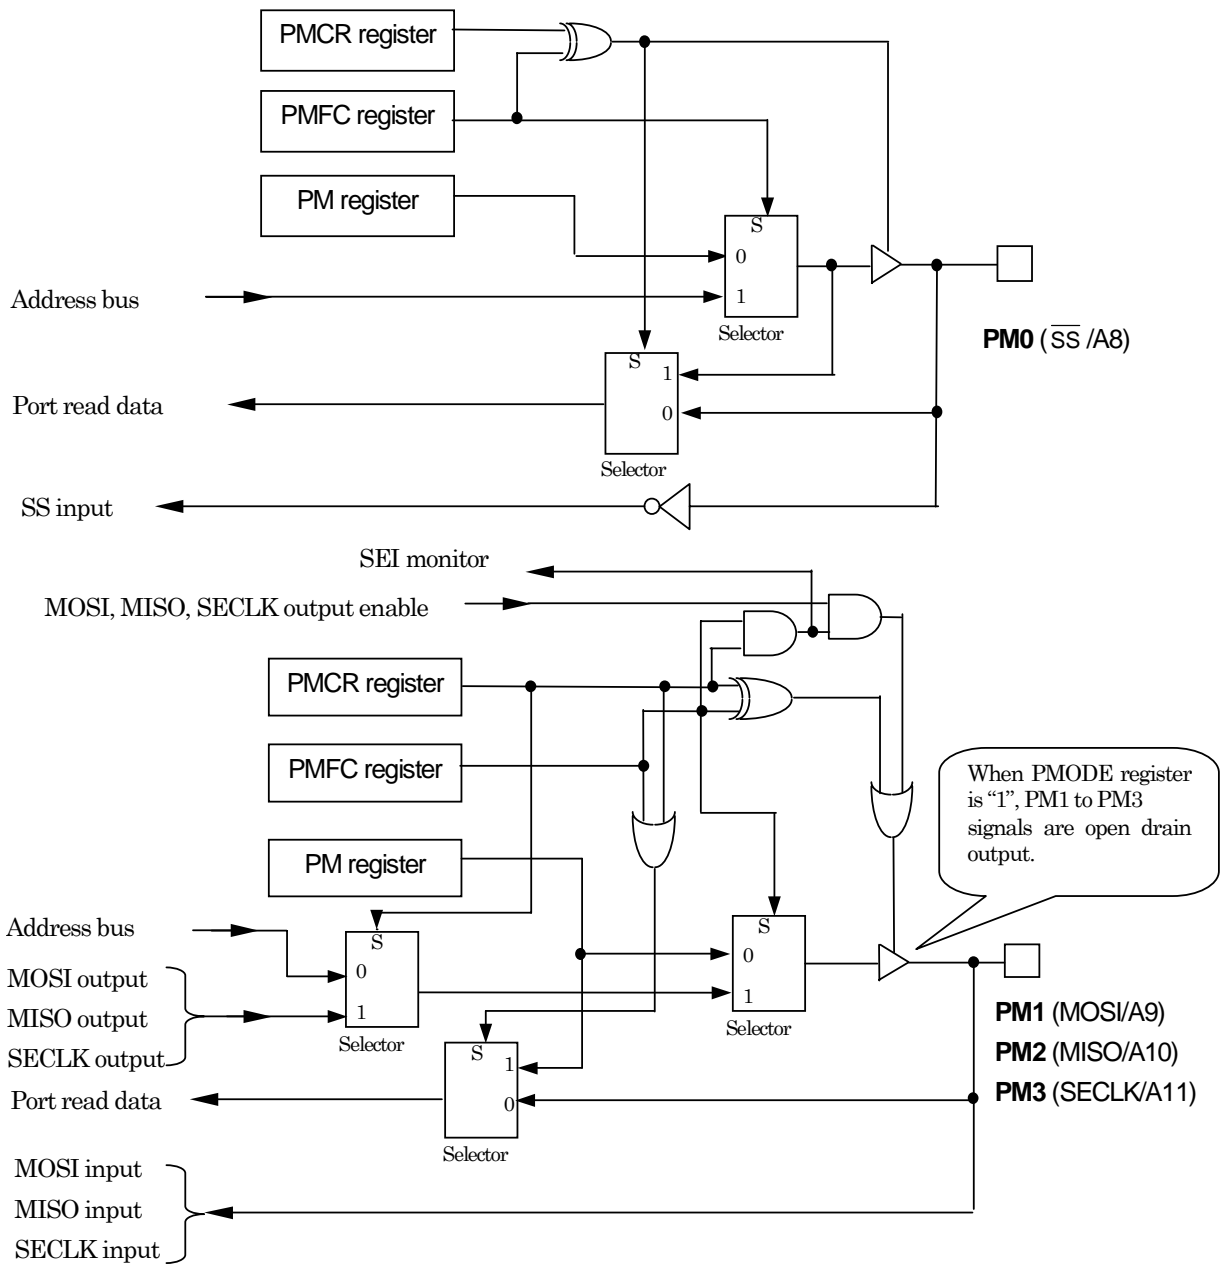 PMCR register
PMFC register
PM register
S
0
1
Selector
Address bus
PM0 (SS /A8)
S
1
0
Selector
Port read data
SS input
SEI monitor
MOSI, MISO, SECLK output enable
PMCR register
PMFC register
PM register
When PMODE register
is “1”, PM1 to PM3
signals are open drain
output.
Address bus
MOSI output
MISO output
SECLK output
S
0
1
Selector
S
0
1
Selector
PM1 (MOSI/A9)
PM2 (MISO/A10)
PM3 (SECLK/A11)
S
1
0
Selector
Port read data
MOSI input
MISO input
SECLK input